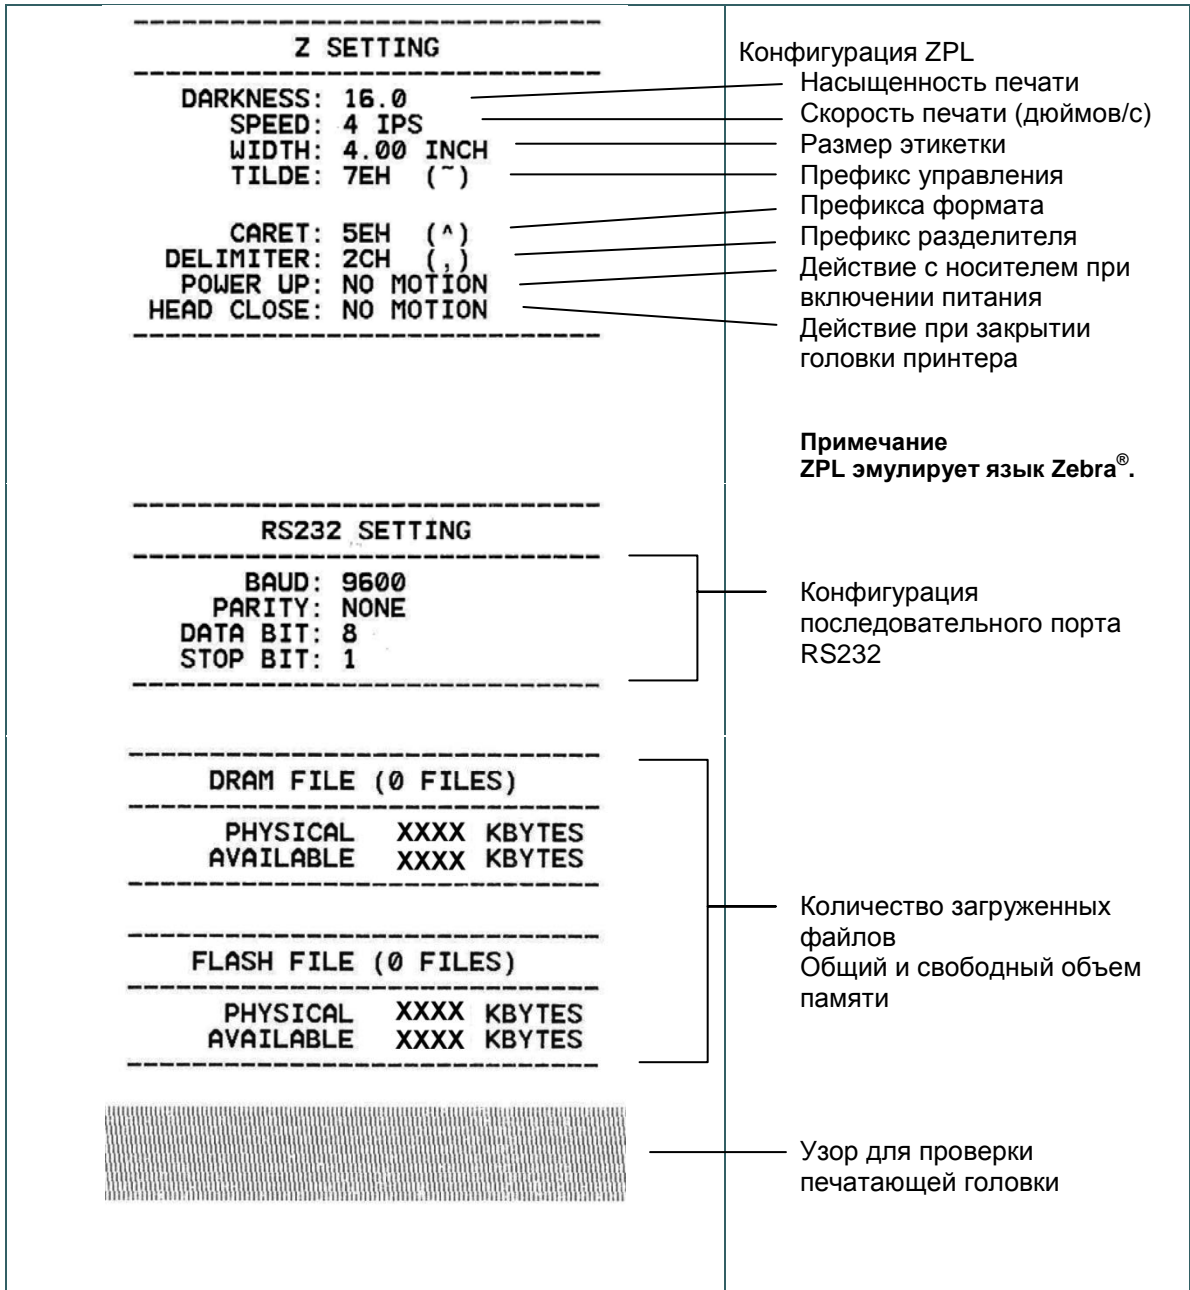 Z SETTING
DARKNESS: 16.0
SPEED: 4 IPS
WIDTH: 4.00 INCH
TILDE: 7EH (~)
CARET: 5EH (^)
DELIMITER: 2CH (,)
POWER UP: NO MOTION
HEAD CLOSE: NO MOTION
Конфигурация ZPL
Насыщенность печати
Скорость печати (дюймов/с)
Размер этикетки
Префикс управления
Префикса формата
Префикс разделителя
Действие с носителем при
включении питания
Действие при закрытии
головки принтера
Примечание
ZPL эмулирует язык Zebra®.
RS232 SETTING
BAUD: 9600
PARITY: NONE
DATA BIT: 8
STOP BIT: 1
Конфигурация
последовательного порта
RS232
DRAM FILE (0 FILES)
PHYSICAL XXXX KBYTES
AVAILABLE XXXX KBYTES
FLASH FILE (0 FILES)
PHYSICAL XXXX KBYTES
AVAILABLE XXXX KBYTES
Количество загруженных
файлов
Общий и свободный объем
памяти
Узор для проверки
печатающей головки